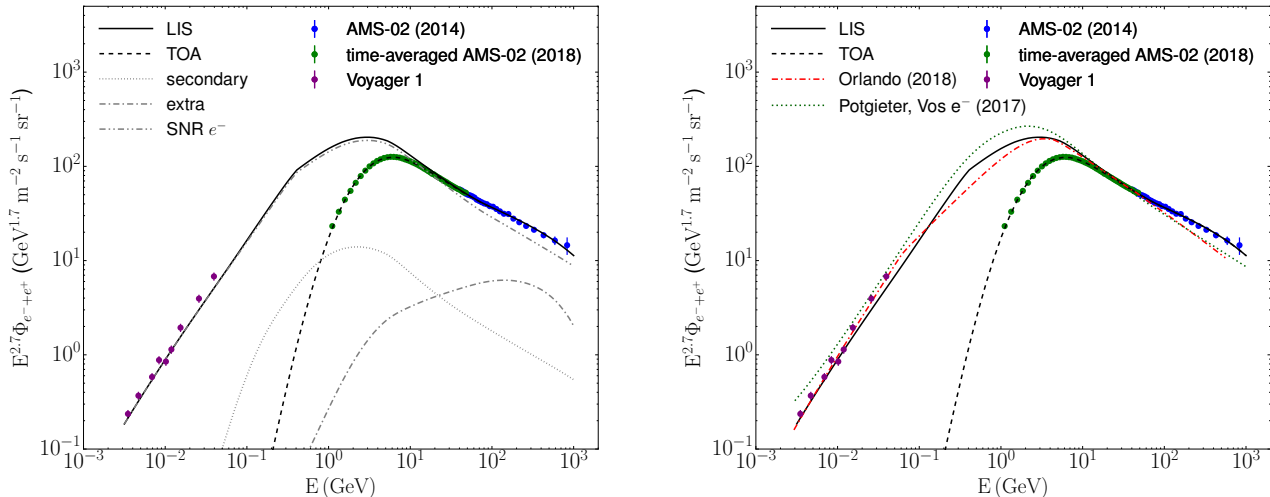 LIS
TOA
secondary
extra
SNR e⁻
AMS-02 (2014)
time-averaged AMS-02 (2018)
Voyager 1
10³
10²
10¹
10⁰
10⁻¹
E^{2.7}Φ_{e⁻+e⁺} (GeV^{1.7} m⁻² s⁻¹ sr⁻¹)
10⁻³ 10⁻² 10⁻¹ 10⁰ 10¹ 10² 10³
E (GeV)
LIS
TOA
Orlando (2018)
Potgieter, Vos e⁻ (2017)
AMS-02 (2014)
time-averaged AMS-02 (2018)
Voyager 1
10³
10²
10¹
10⁰
10⁻¹
E^{2.7}Φ_{e⁻+e⁺} (GeV^{1.7} m⁻² s⁻¹ sr⁻¹)
10⁻³ 10⁻² 10⁻¹ 10⁰ 10¹ 10² 10³
E (GeV)